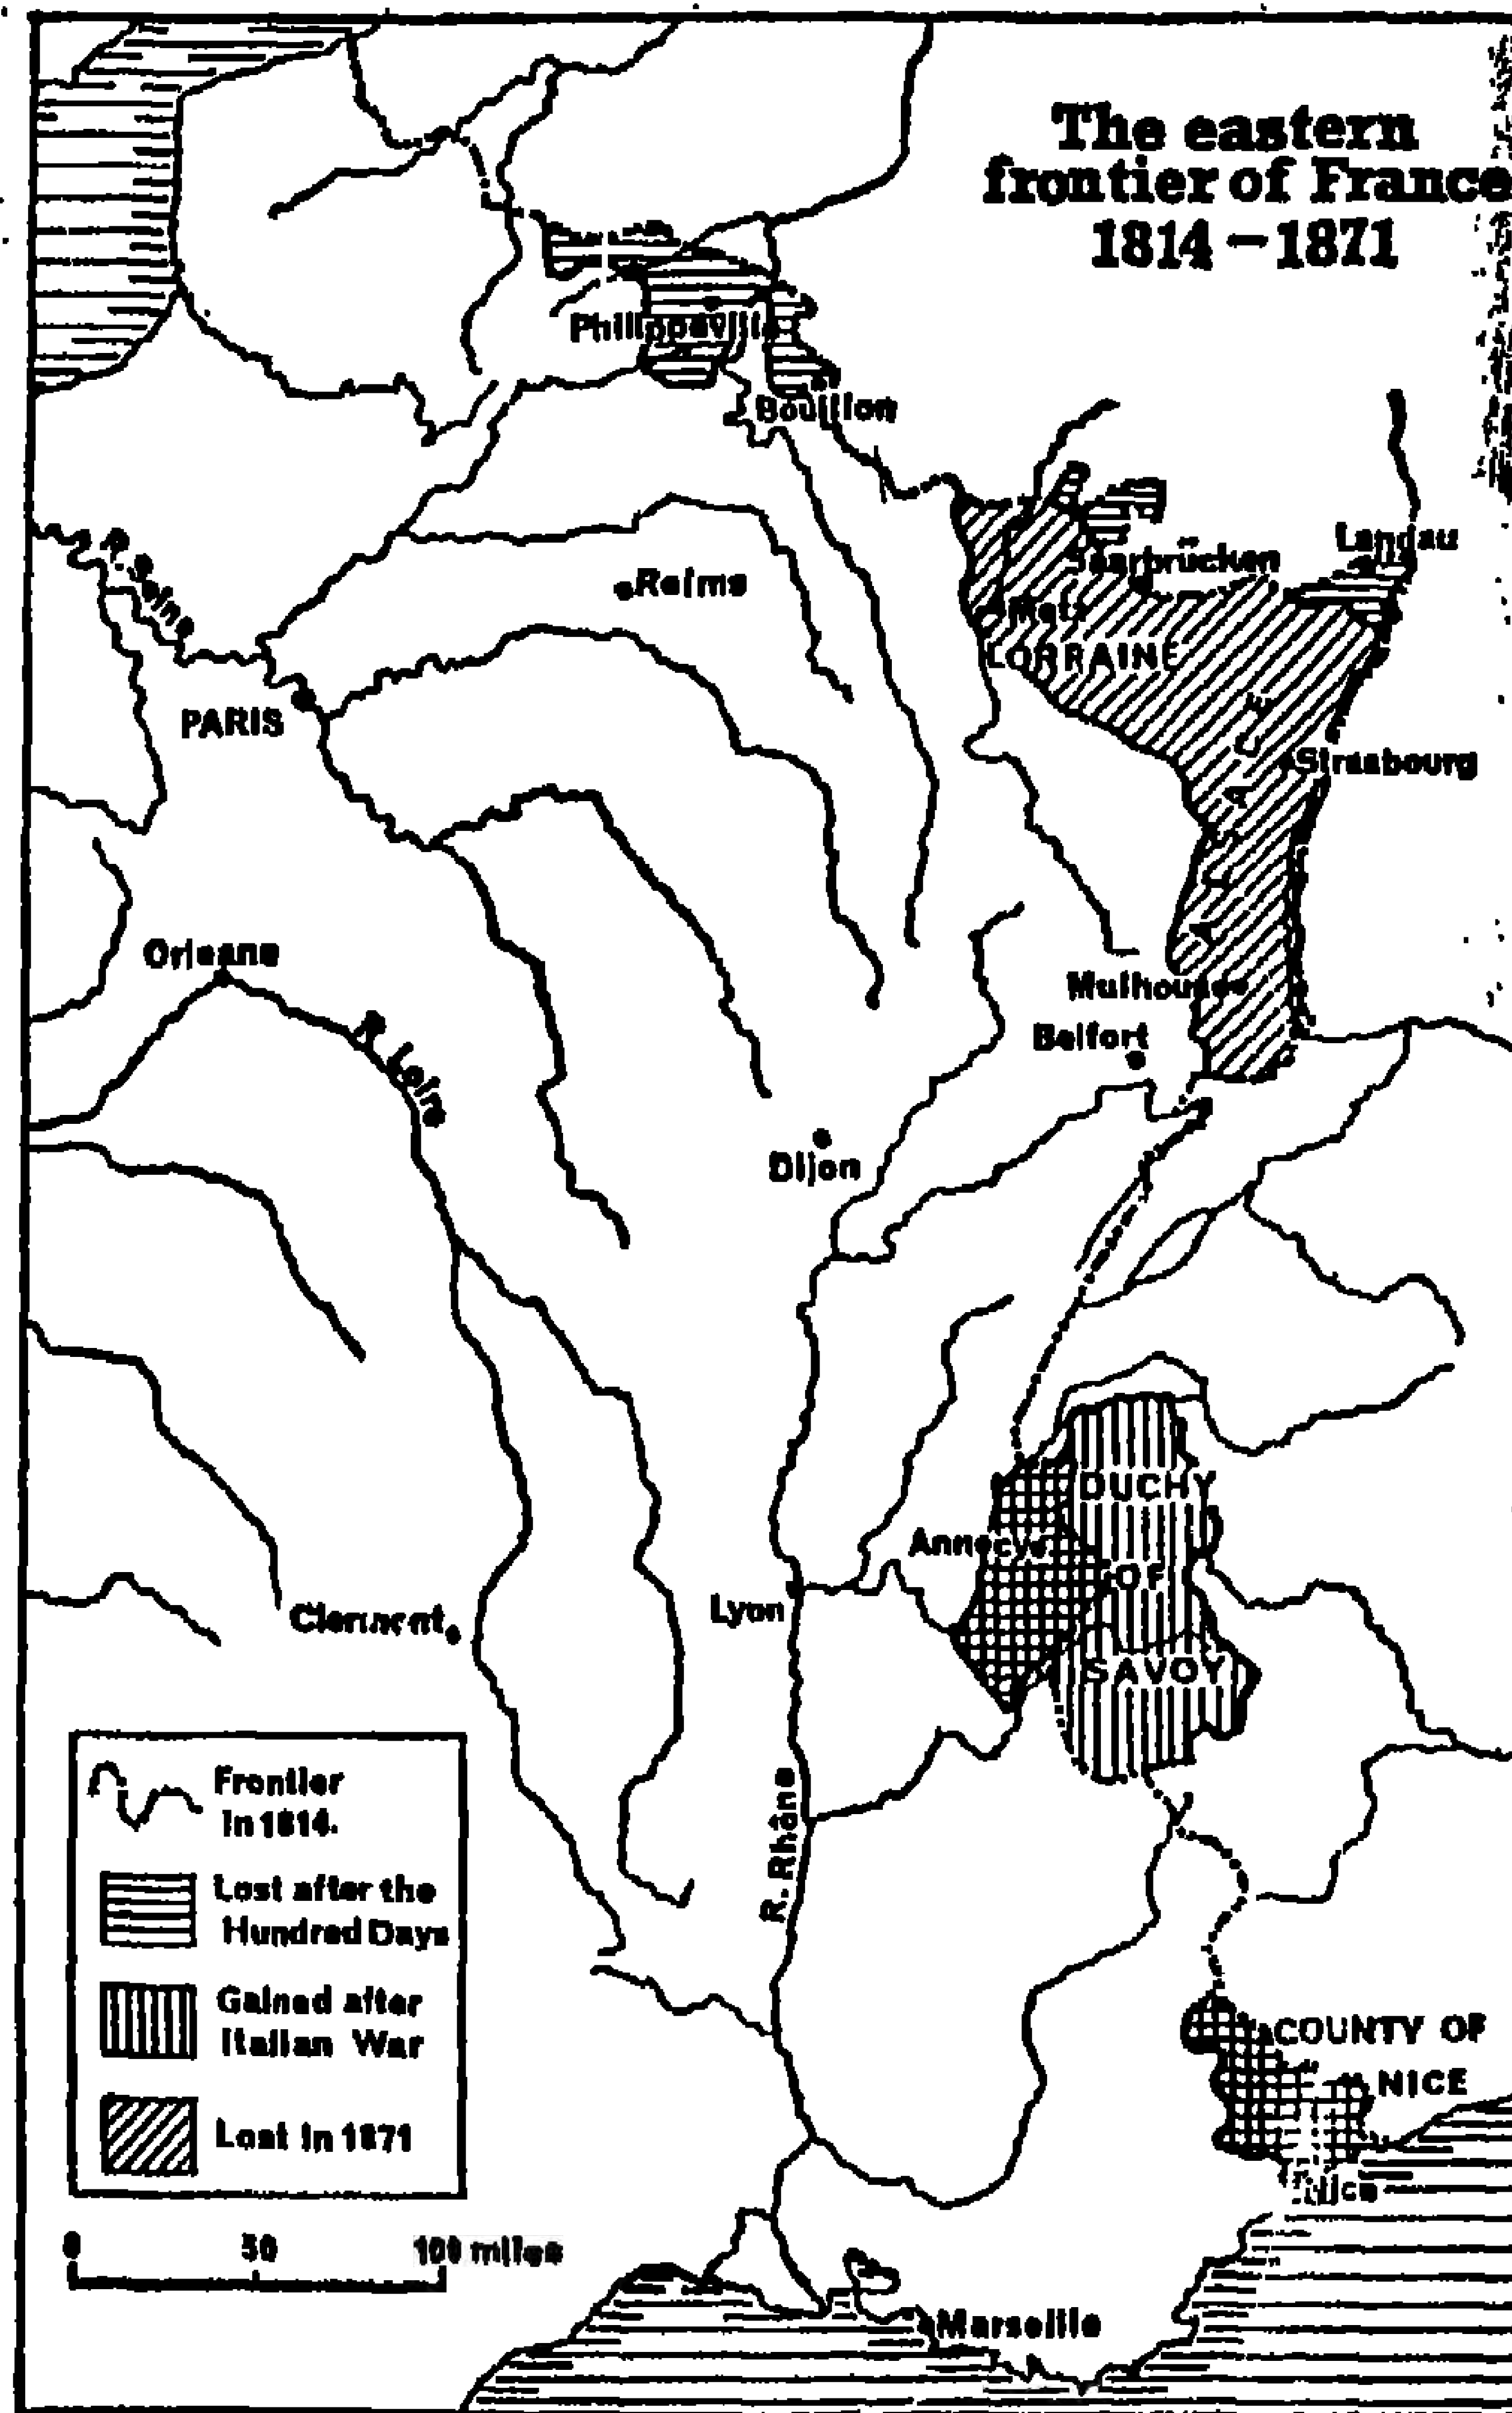 The eastern
frontier of France
1814 – 1871
Philippeville
Bouillon
Landau
Saarbrücken
R. Seine
Reims
Metz
LORRAINE
PARIS
ALSACE
Strasbourg
Orleans
Mulhouse
R. Loire
Belfort
Dijon
DUCHY
OF
SAVOY
Annecy
Lyon
Clermont
R. Rhône
Frontier
in 1814.
Lost after the
Hundred Days
Gained after
Italian War
Lost in 1871
COUNTY OF
NICE
Nice
0 50 100 miles
Marseille